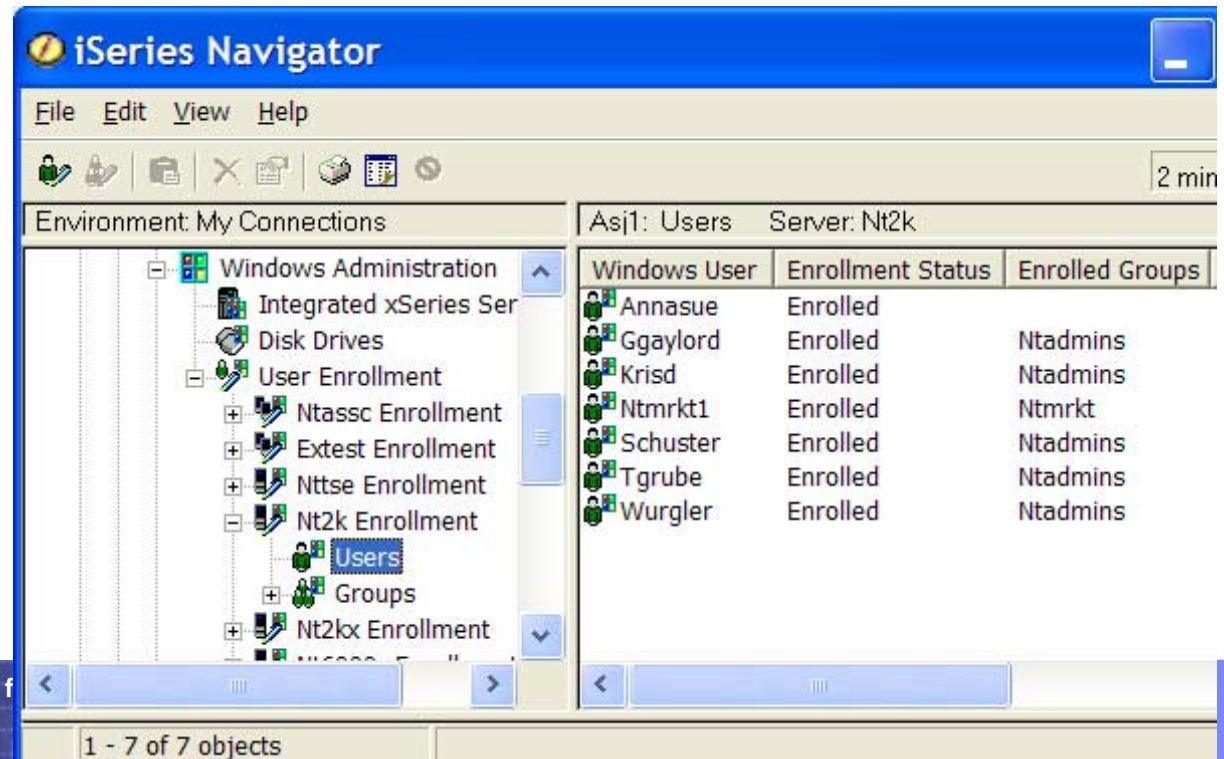 iSeries Navigator
File Edit View Help
2 min
Environment: My Connections
Asj1: Users Server: Nt2k
Windows Administration
Integrated xSeries Ser
Disk Drives
User Enrollment
Ntassc Enrollment
Extest Enrollment
Nttse Enrollment
Nt2k Enrollment
Users
Groups
Nt2kx Enrollment
Windows User Enrollment Status Enrolled Groups
Annasue Enrolled
Ggaylord Enrolled Ntadmins
Krisd Enrolled Ntadmins
Ntmrkt1 Enrolled Ntmrkt
Schuster Enrolled Ntadmins
Tgrube Enrolled Ntadmins
Wurgler Enrolled Ntadmins
f
1 - 7 of 7 objects